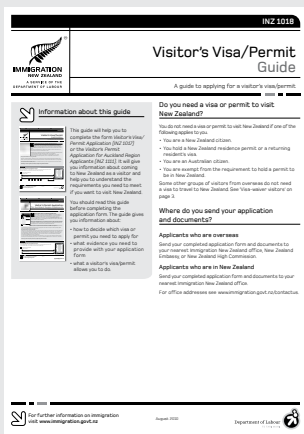 INZ 1018
IMMIGRATION
NEW ZEALAND
A SERVICE OF THE
DEPARTMENT OF LABOUR
Visitor's Visa/Permit
Guide
A guide to applying for a visitor's visa/permit
Information about this guide
This guide will help you to
complete the form Visitor's Visa/
Permit Application (INZ 1017)
or the Visitor's Permit
Application for Auckland Region
Application (INZ 1101). It will give
you information about coming
to New Zealand as a visitor and
help you to understand the
requirements you need to meet,
if you want to visit New Zealand.
You should read this guide
before completing the
application form. The guide gives
you information about:
• how to decide which visa or
permit you need to apply for
• what evidence you need to
provide with your application
form
• what a visitor's visa/permit
allows you to do.
Do you need a visa or permit to visit
New Zealand?
You do not need a visa or permit to visit New Zealand if one of the
following applies to you.
• You are a New Zealand citizen.
• You hold a New Zealand residence permit or a returning
resident's visa.
• You are an Australian citizen.
• You are exempt from the requirement to hold a permit to
be in New Zealand.
Some other groups of visitors from overseas do not need
a visa to travel to New Zealand. See 'Visa-waiver visitors' on
page 3.
Where do you send your application
and documents?
Applicants who are overseas
Send your completed application form and documents to
your nearest Immigration New Zealand office, New Zealand
Embassy, or New Zealand High Commission.
Applicants who are in New Zealand
Send your completed application form and documents to your
nearest Immigration New Zealand office.
For office addresses see www.immigration.govt.nz/contactus.
For further information on immigration
visit www.immigration.govt.nz
August 2010
Department of Labour